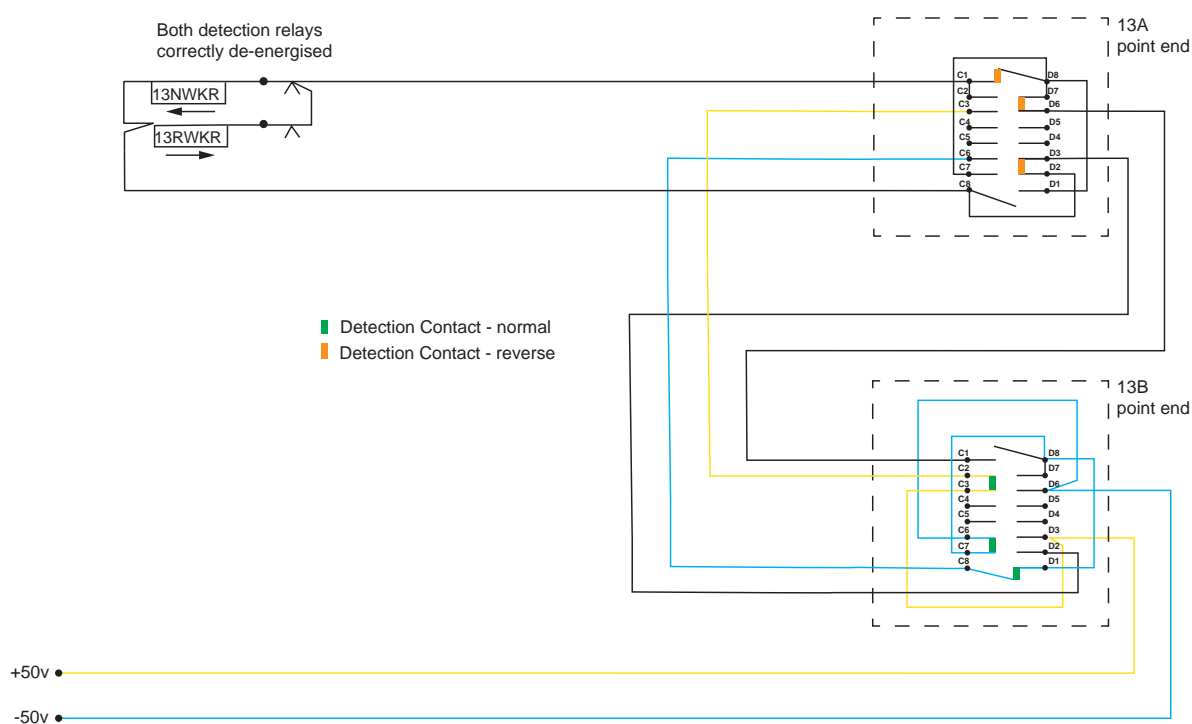 Both detection relays
correctly de-energised
13A
point end
13NWKR
13RWKR
C1
D8
C2
D7
C3
D6
C4
D5
C5
D4
C6
D3
C7
D2
C8
D1
Detection Contact - normal
Detection Contact - reverse
13B
point end
C1
D8
C2
D7
C3
D6
C4
D5
C5
D4
C6
D3
C7
D2
C8
D1
+50v
-50v